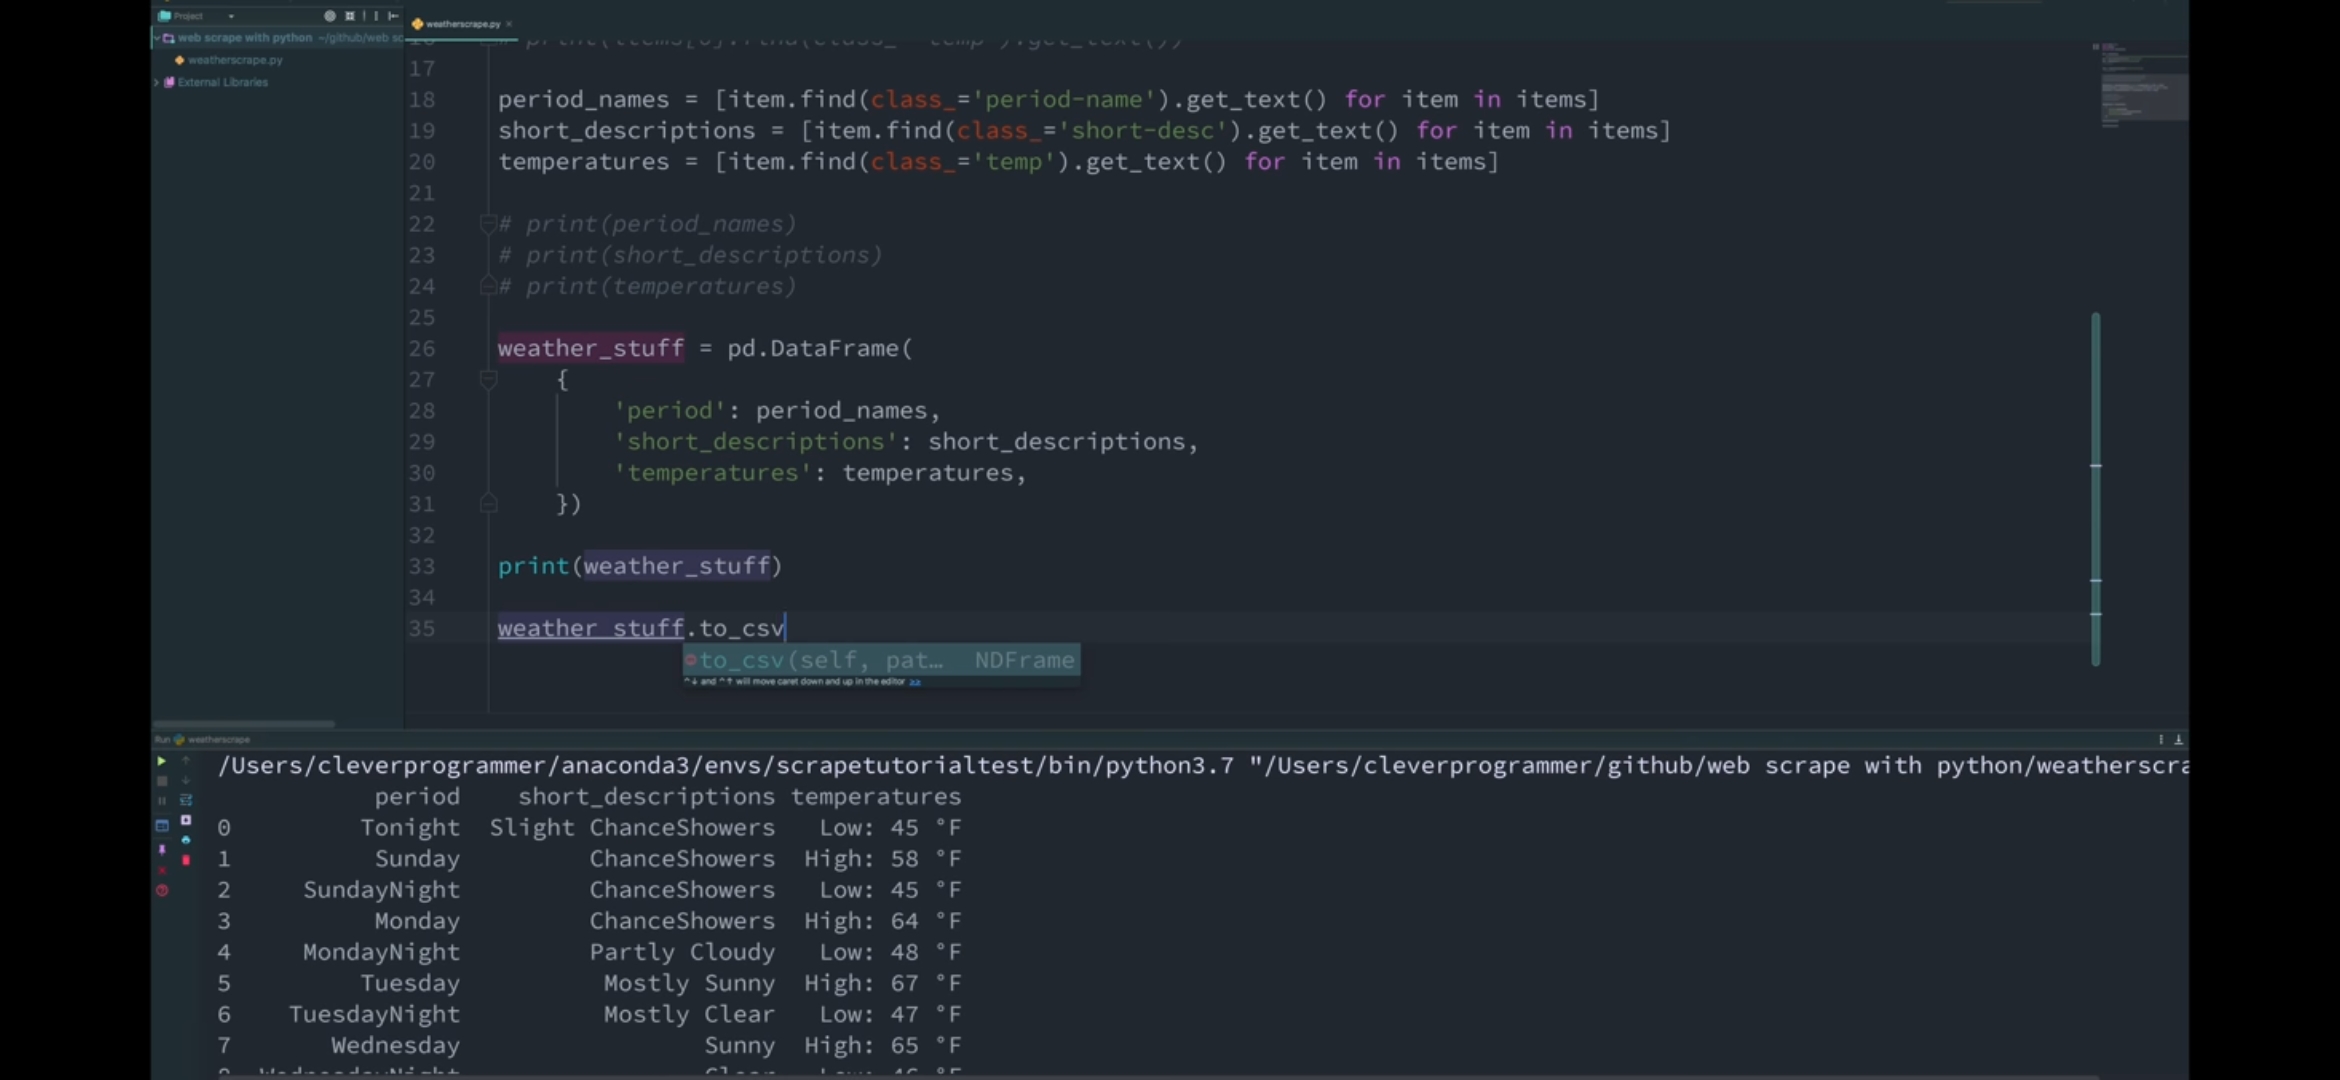 Project
weatherscrape.py
web scrape with python ~/github/web sc
weatherscrape.py
External Libraries
17
18 period_names = [item.find(class_='period-name').get_text() for item in items]
19 short_descriptions = [item.find(class_='short-desc').get_text() for item in items]
20 temperatures = [item.find(class_='temp').get_text() for item in items]
21
22 # print(period_names)
23 # print(short_descriptions)
24 # print(temperatures)
25
26 weather_stuff = pd.DataFrame(
27 {
28 'period': period_names,
29 'short_descriptions': short_descriptions,
30 'temperatures': temperatures,
31 })
32
33 print(weather_stuff)
34
35 weather_stuff.to_csv
to_csv(self, pat… NDFrame
^↓ and ^↑ will move caret down and up in the editor >>
Run weatherscrape
/Users/cleverprogrammer/anaconda3/envs/scrapetutorialtest/bin/python3.7 "/Users/cleverprogrammer/github/web scrape with python/weatherscra
period short_descriptions temperatures
0 Tonight Slight ChanceShowers Low: 45 °F
1 Sunday ChanceShowers High: 58 °F
2 SundayNight ChanceShowers Low: 45 °F
3 Monday ChanceShowers High: 64 °F
4 MondayNight Partly Cloudy Low: 48 °F
5 Tuesday Mostly Sunny High: 67 °F
6 TuesdayNight Mostly Clear Low: 47 °F
7 Wednesday Sunny High: 65 °F